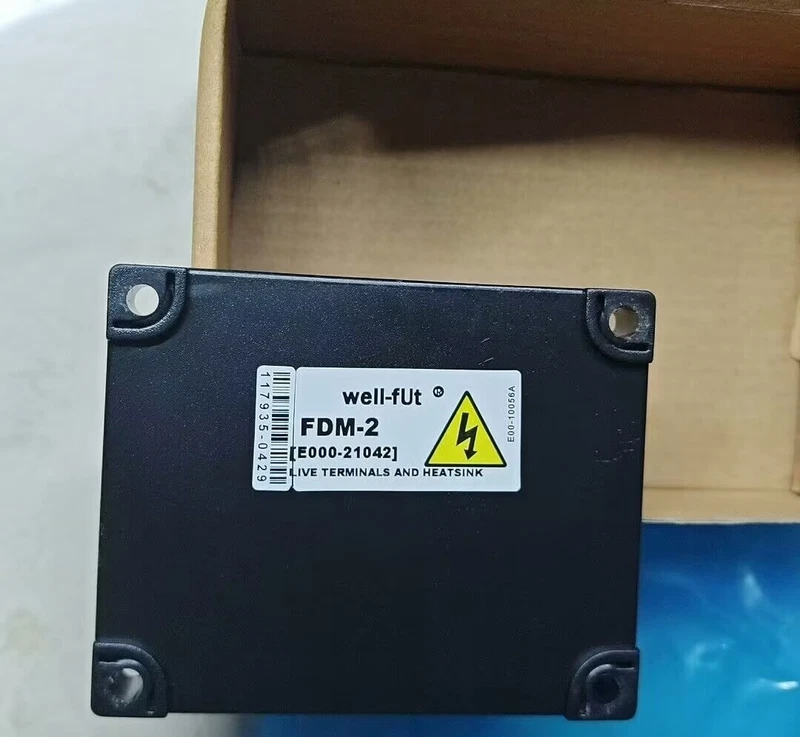 well-fUt ®
FDM-2
[E000-21042]
LIVE TERMINALS AND HEATSINK
117935-0429
E00-10056A